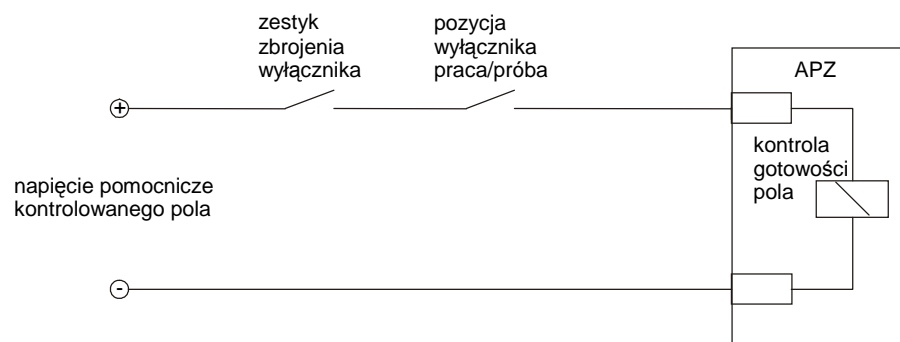 zestyk
zbrojenia
wyłącznika
pozycja
wyłącznika
praca/próba
APZ
+
kontrola
gotowości
pola
napięcie pomocnicze
kontrolowanego pola
-